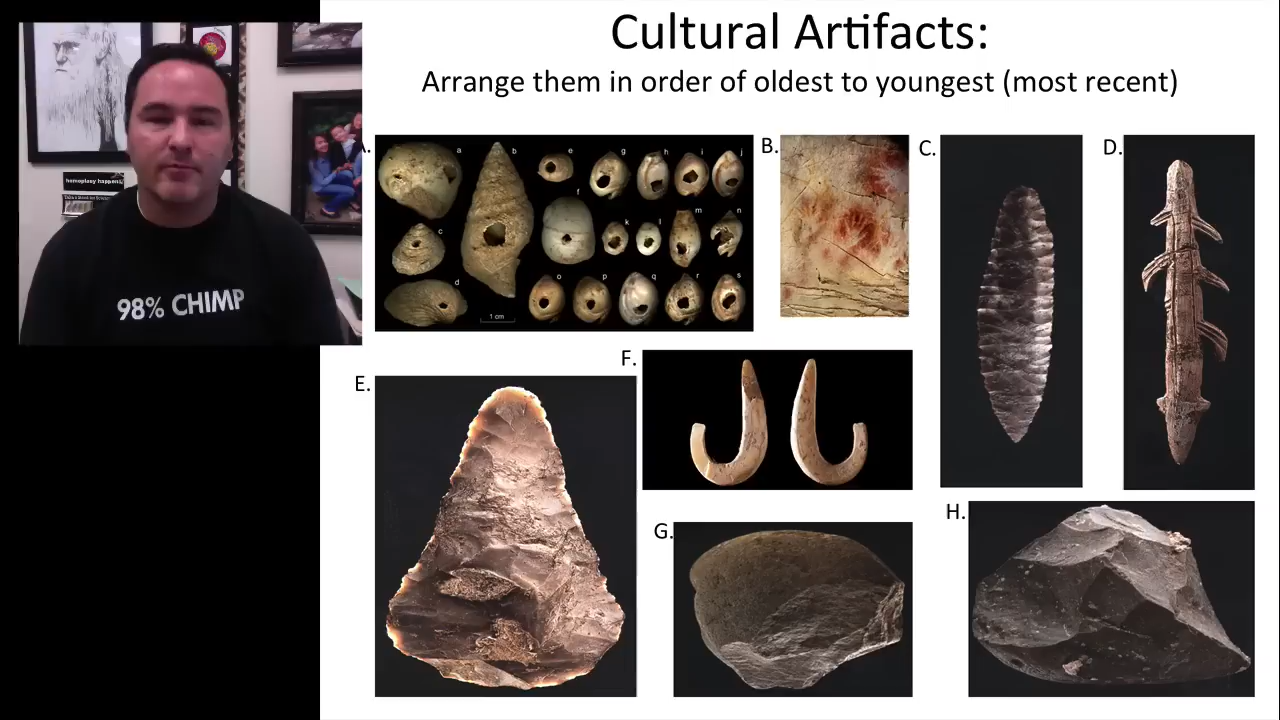 Cultural Artifacts:
Arrange them in order of oldest to youngest (most recent)
homoplasy happens
98% CHIMP
A.
a
b
c
d
e
f
g
h
i
j
k
l
m
n
o
p
q
r
s
1 cm
B.
C.
D.
E.
F.
G.
H.